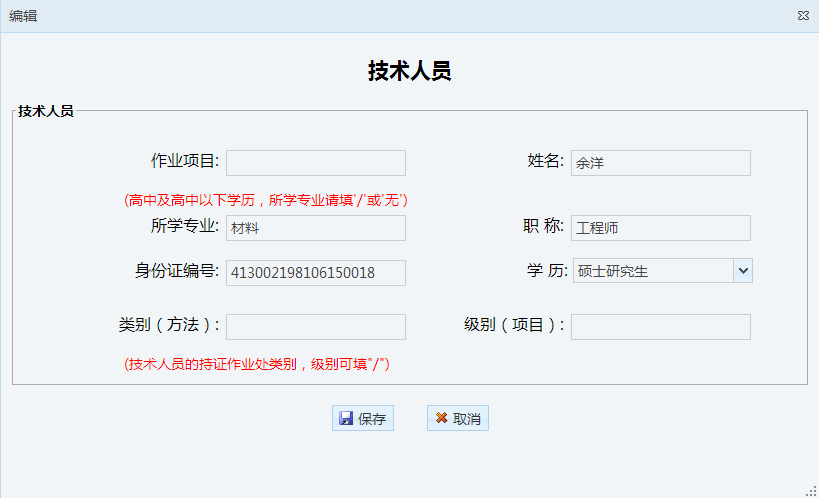 编辑
技术人员
技术人员
作业项目:
姓名: 余洋
(高中及高中以下学历，所学专业请填'/'或'无')
所学专业: 材料
职 称: 工程师
身份证编号: 413002198106150018
学 历: 硕士研究生
类别（方法）:
级别（项目）:
(技术人员的持证作业处类别，级别可填"/")
保存 取消